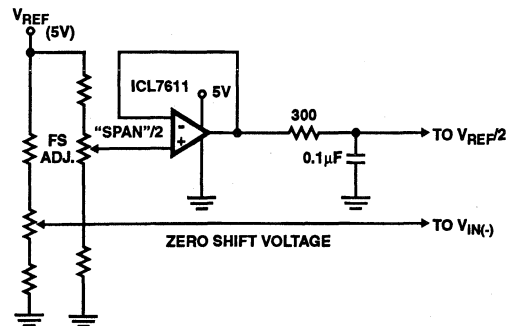 VREF
(5V)
ICL7611
5V
FS
ADJ.
"SPAN"/2
-
+
300
0.1µF
TO VREF/2
TO VIN(-)
ZERO SHIFT VOLTAGE